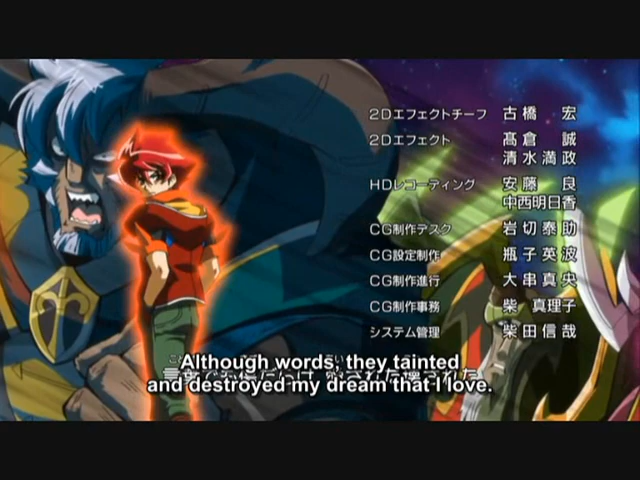 2Dエフェクトチーフ 古橋 宏
2Dエフェクト 髙倉 誠
清水満政
HDレコーディング 安藤 良
中西明日香
CG制作デスク 岩切泰助
CG設定制作 瓶子英波
CG制作進行 大串真央
CG制作事務 柴 真理子
システム管理 柴田信哉
Although words, they tainted
and destroyed my dream that I love.